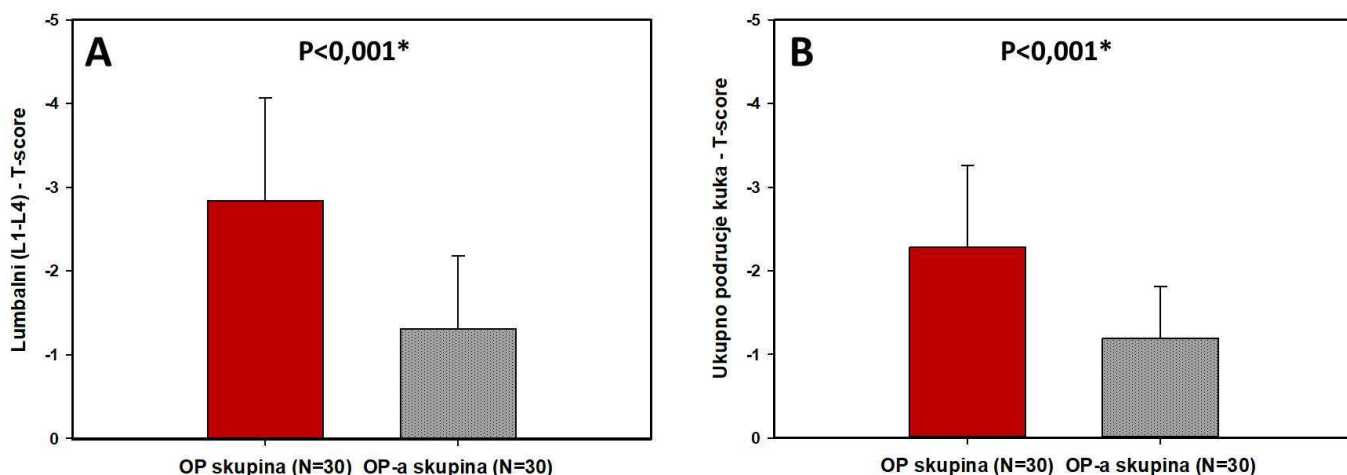 A
P<0,001*
Lumbalni (L1-L4) - T-score
-5
-4
-3
-2
-1
0
OP skupina (N=30)
OP-a skupina (N=30)
B
P<0,001*
Ukupno podrucje kuka - T-score
-5
-4
-3
-2
-1
0
OP skupina (N=30)
OP-a skupina (N=30)